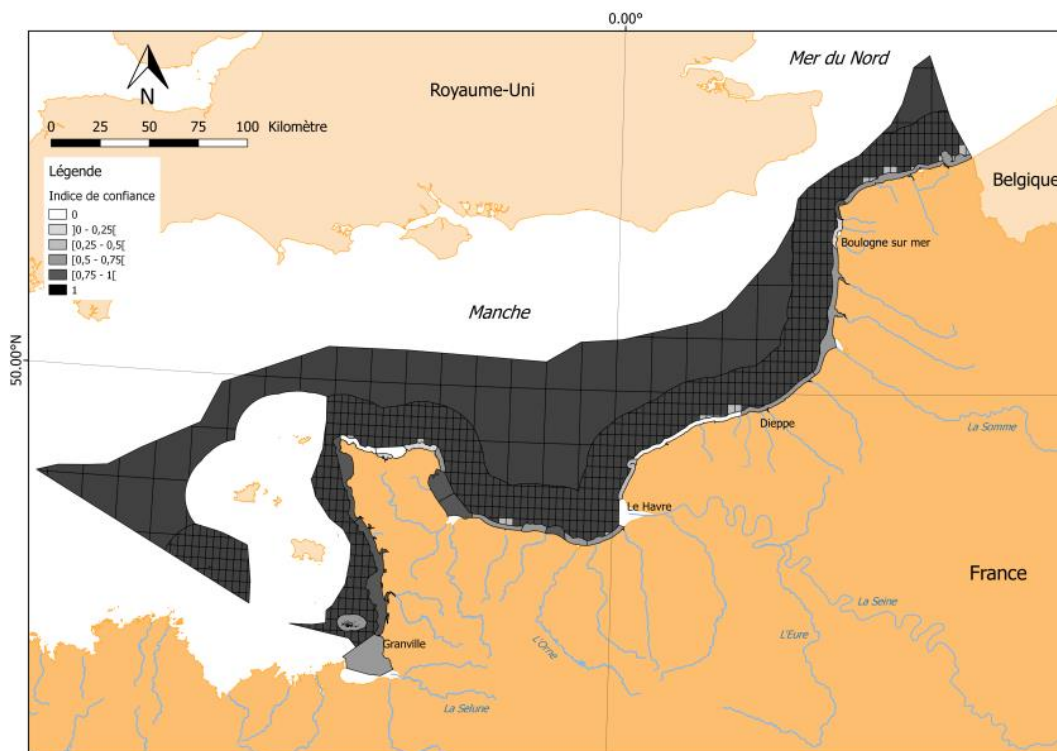 0.00°
Mer du Nord
Royaume-Uni
N
0 25 50 75 100 Kilomètre
Légende
Indice de confiance
0
]0 - 0,25[
[0,25 - 0,5[
[0,5 - 0,75[
[0,75 - 1[
1
Belgique
Boulogne sur mer
Manche
50.00°N
Dieppe
La Somme
Le Havre
France
La Seine
L'Eure
L'Orne
Granville
La Sélune